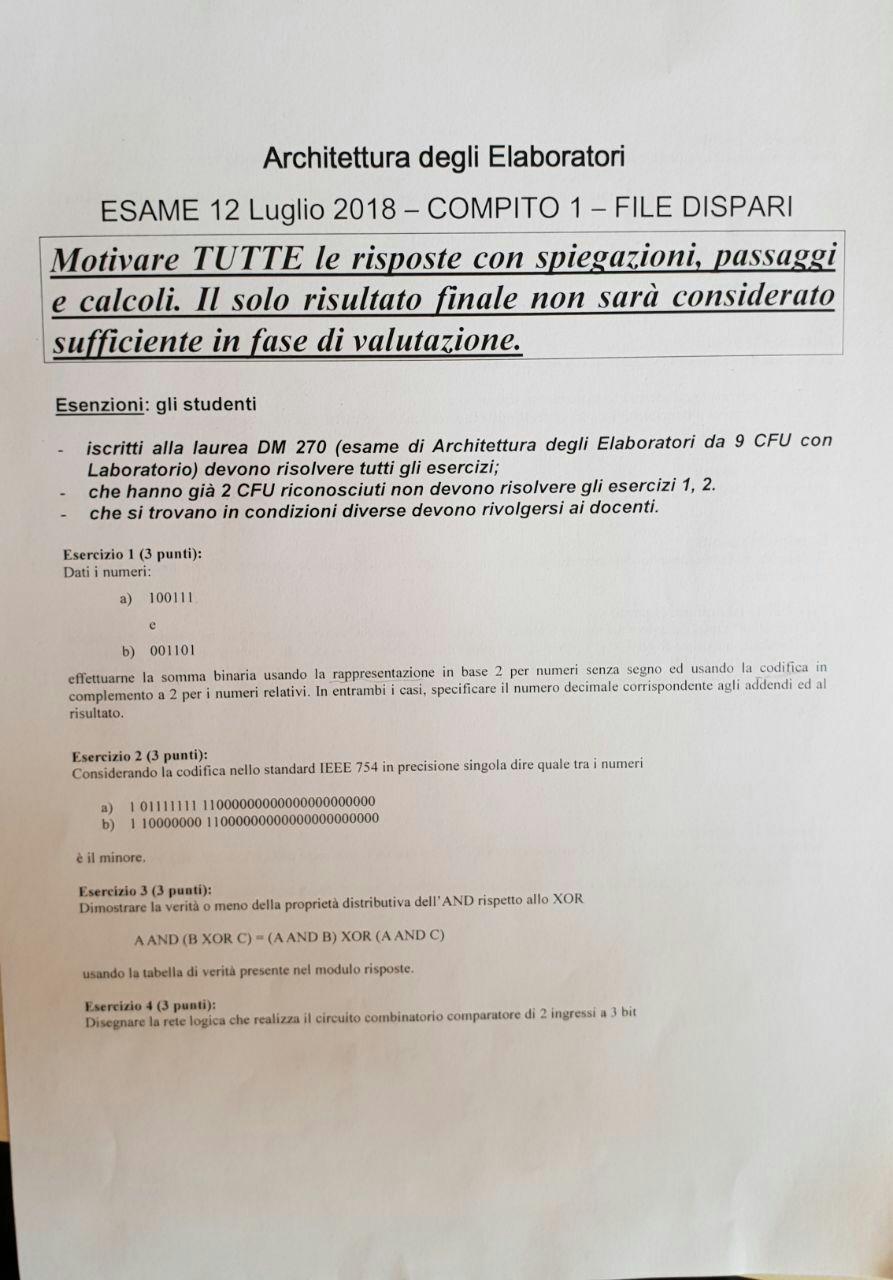 Architettura degli Elaboratori
ESAME 12 Luglio 2018 – COMPITO 1 – FILE DISPARI
Motivare TUTTE le risposte con spiegazioni, passaggi
e calcoli. Il solo risultato finale non sarà considerato
sufficiente in fase di valutazione.
Esenzioni: gli studenti
- iscritti alla laurea DM 270 (esame di Architettura degli Elaboratori da 9 CFU con
Laboratorio) devono risolvere tutti gli esercizi;
- che hanno già 2 CFU riconosciuti non devono risolvere gli esercizi 1, 2.
- che si trovano in condizioni diverse devono rivolgersi ai docenti.
Esercizio 1 (3 punti):
Dati i numeri:
a) 100111
e
b) 001101
effettuarne la somma binaria usando la rappresentazione in base 2 per numeri senza segno ed usando la codifica in
complemento a 2 per i numeri relativi. In entrambi i casi, specificare il numero decimale corrispondente agli addendi ed al
risultato.
Esercizio 2 (3 punti):
Considerando la codifica nello standard IEEE 754 in precisione singola dire quale tra i numeri
a) 1 01111111 11000000000000000000000
b) 1 10000000 11000000000000000000000
è il minore.
Esercizio 3 (3 punti):
Dimostrare la verità o meno della proprietà distributiva dell'AND rispetto allo XOR
A AND (B XOR C) = (A AND B) XOR (A AND C)
usando la tabella di verità presente nel modulo risposte.
Esercizio 4 (3 punti):
Disegnare la rete logica che realizza il circuito combinatorio comparatore di 2 ingressi a 3 bit